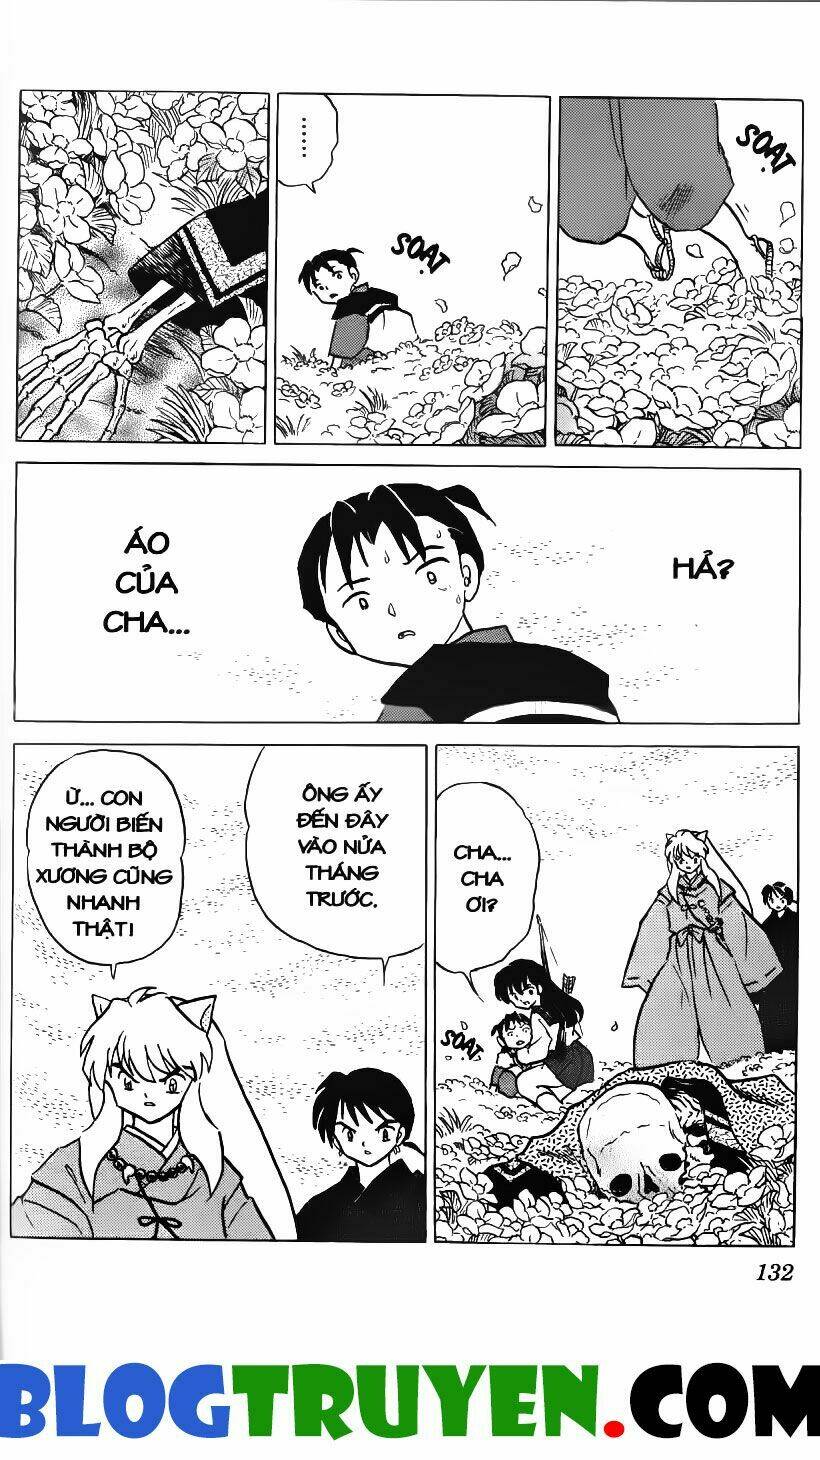 ......
SOẠT
SOẠT
ÁO
CỦA
CHA...
HẢ?
Ừ... CON
NGƯỜI BIẾN
THÀNH BỘ
XƯƠNG CŨNG
NHANH
THẬT!
ÔNG ẤY
ĐẾN ĐÂY
VÀO NỬA
THÁNG
TRƯỚC.
CHA...
CHA
ƠI?
SOẠT
132
BLOGTRUYEN.COM